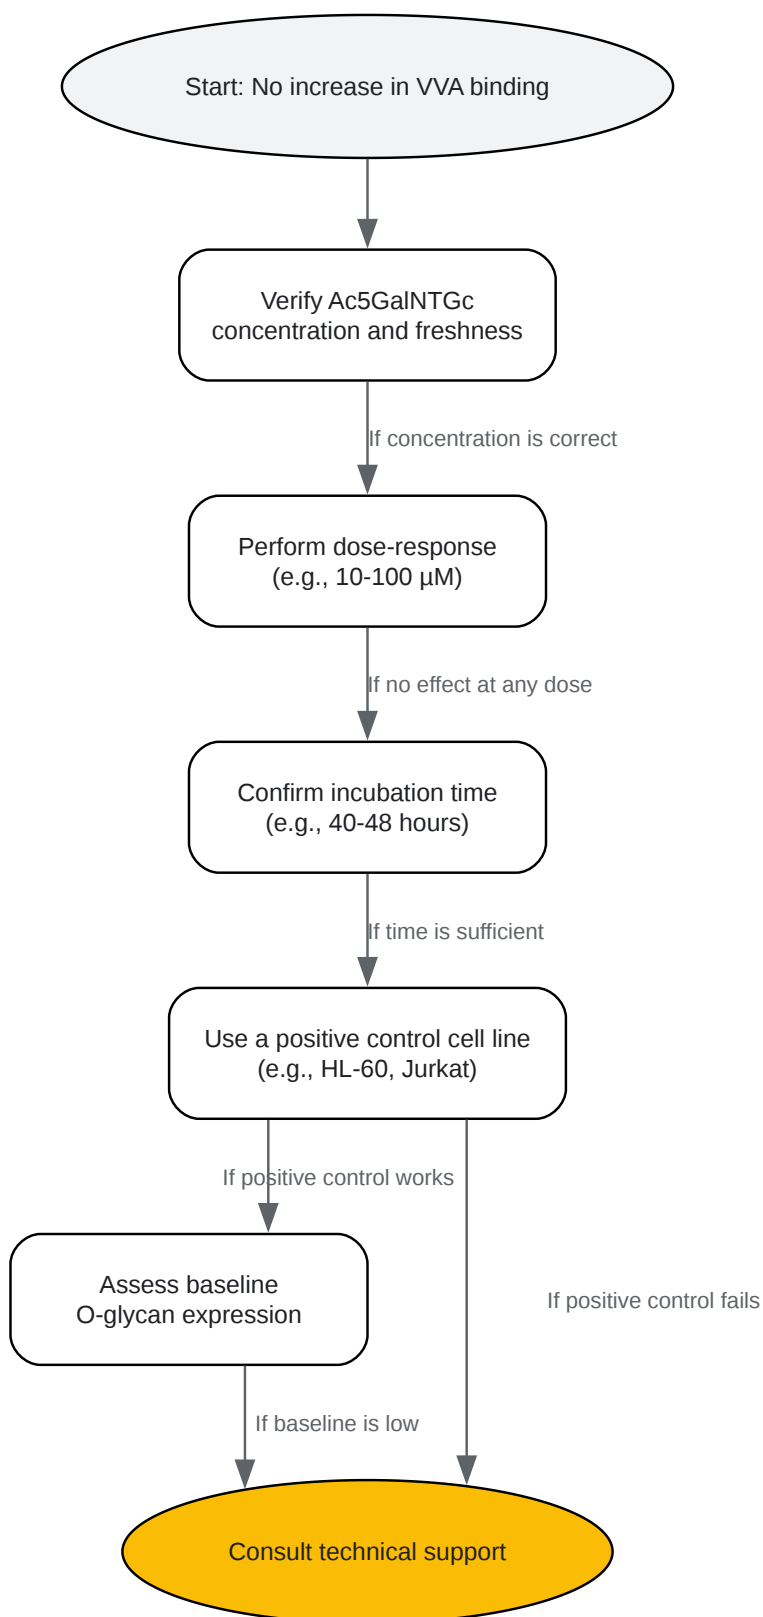 Start: No increase in VVA binding
Verify Ac5GalNTGc
concentration and freshness
If concentration is correct
Perform dose-response
(e.g., 10-100 µM)
If no effect at any dose
Confirm incubation time
(e.g., 40-48 hours)
If time is sufficient
Use a positive control cell line
(e.g., HL-60, Jurkat)
If positive control works
Assess baseline
O-glycan expression
If positive control fails
If baseline is low
Consult technical support